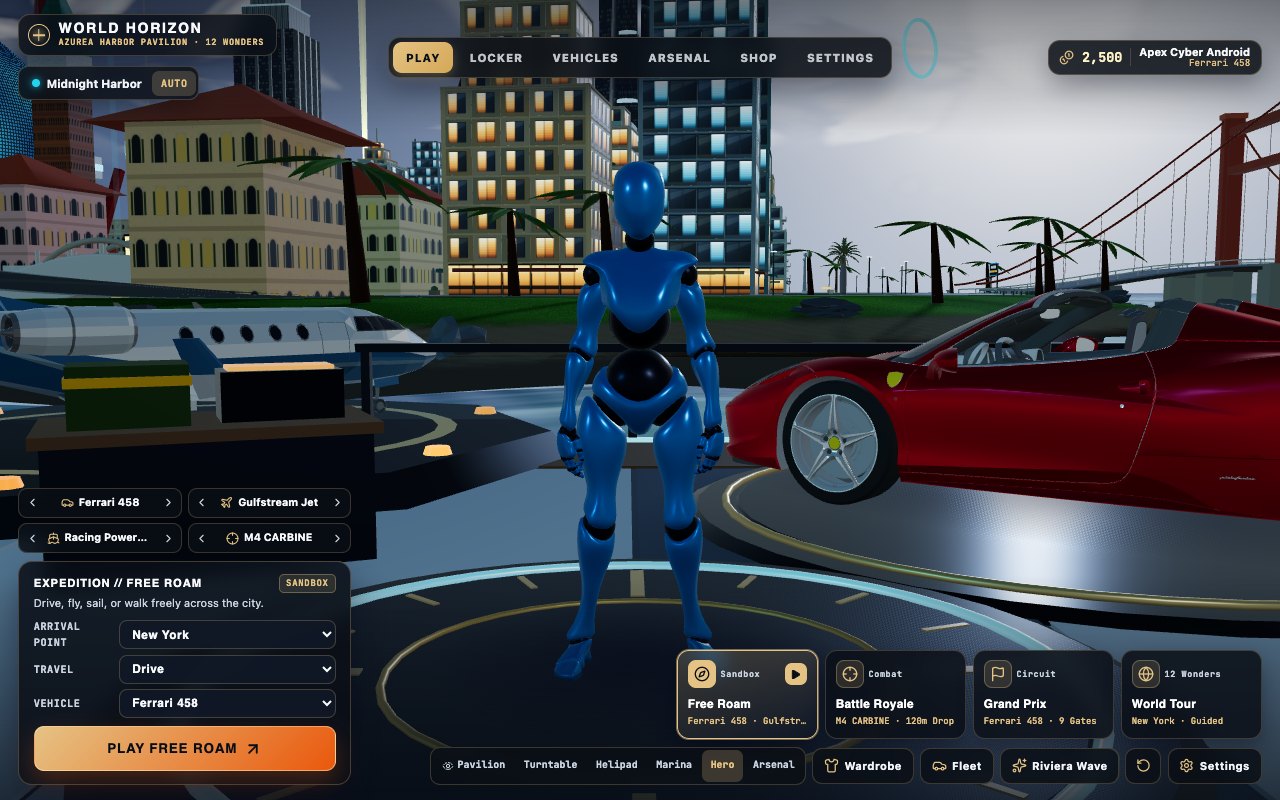 WORLD HORIZON
AZUREA HARBOR PAVILION · 12 WONDERS
Midnight Harbor AUTO
PLAY LOCKER VEHICLES ARSENAL SHOP SETTINGS
2,500
Apex Cyber Android
Ferrari 458
Ferrari 458
Gulfstream Jet
Racing Power...
M4 CARBINE
EXPEDITION // FREE ROAM SANDBOX
Drive, fly, sail, or walk freely across the city.
ARRIVAL POINT New York
TRAVEL Drive
VEHICLE Ferrari 458
PLAY FREE ROAM
Sandbox
Free Roam
Ferrari 458 · Gulfstr…
Combat
Battle Royale
M4 CARBINE · 120m Drop
Circuit
Grand Prix
Ferrari 458 · 9 Gates
12 Wonders
World Tour
New York · Guided
Pavilion Turntable Helipad Marina Hero Arsenal
Wardrobe
Fleet
Riviera Wave
Settings